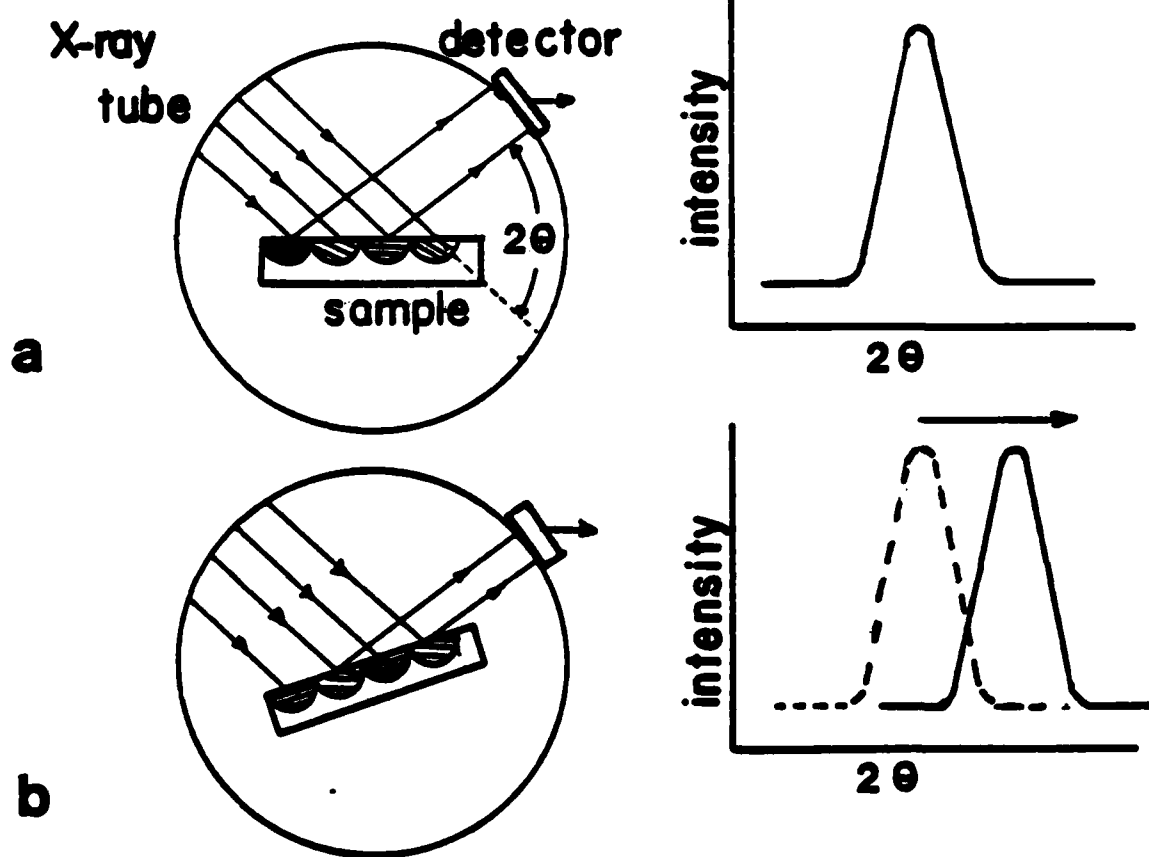 X-ray
tube
detector
2θ
sample
a
intensity
2θ
b
intensity
2θ